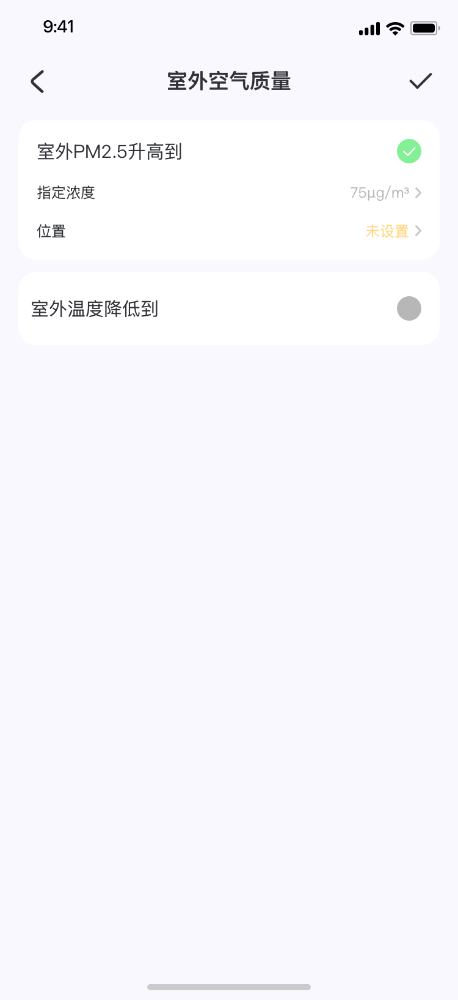 9:41
室外空气质量
室外PM2.5升高到
指定浓度
75μg/m³
位置
未设置
室外温度降低到